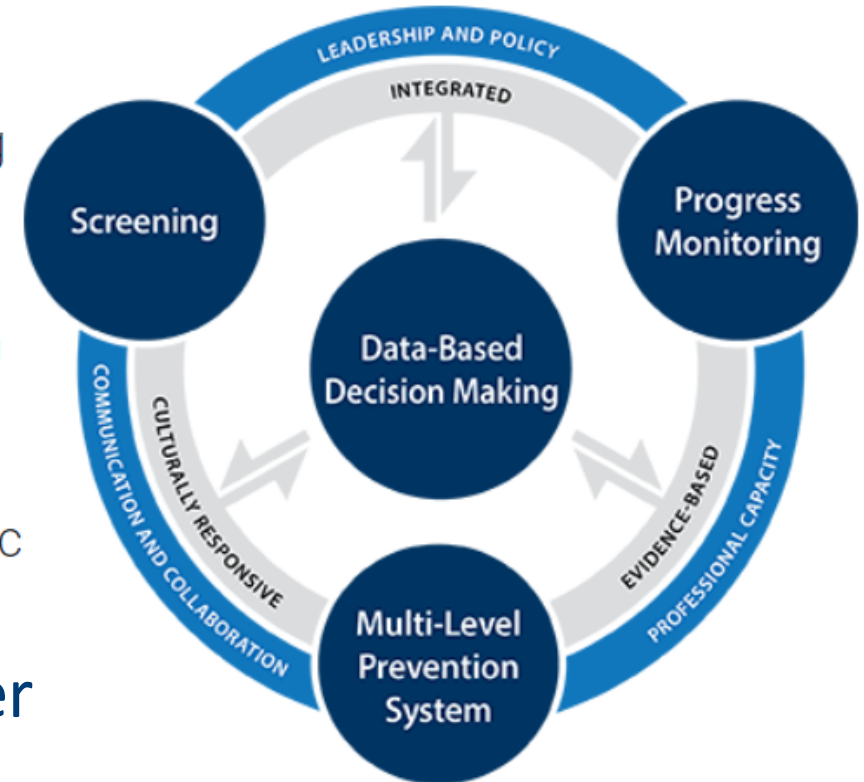 LEADERSHIP AND POLICY
INTEGRATED
Screening
Progress
Monitoring
Data-Based
Decision Making
COMMUNICATION AND COLLABORATION
CULTURALLY RESPONSIVE
EVIDENCE-BASED
PROFESSIONAL CAPACITY
Multi-Level
Prevention
System